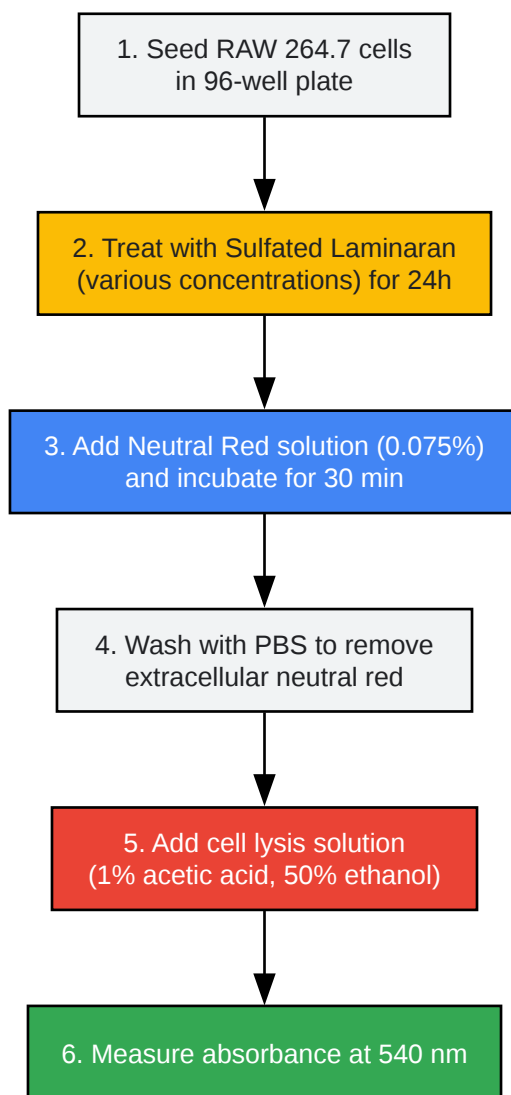 1. Seed RAW 264.7 cells
in 96-well plate
2. Treat with Sulfated Laminaran
(various concentrations) for 24h
3. Add Neutral Red solution (0.075%)
and incubate for 30 min
4. Wash with PBS to remove
extracellular neutral red
5. Add cell lysis solution
(1% acetic acid, 50% ethanol)
6. Measure absorbance at 540 nm